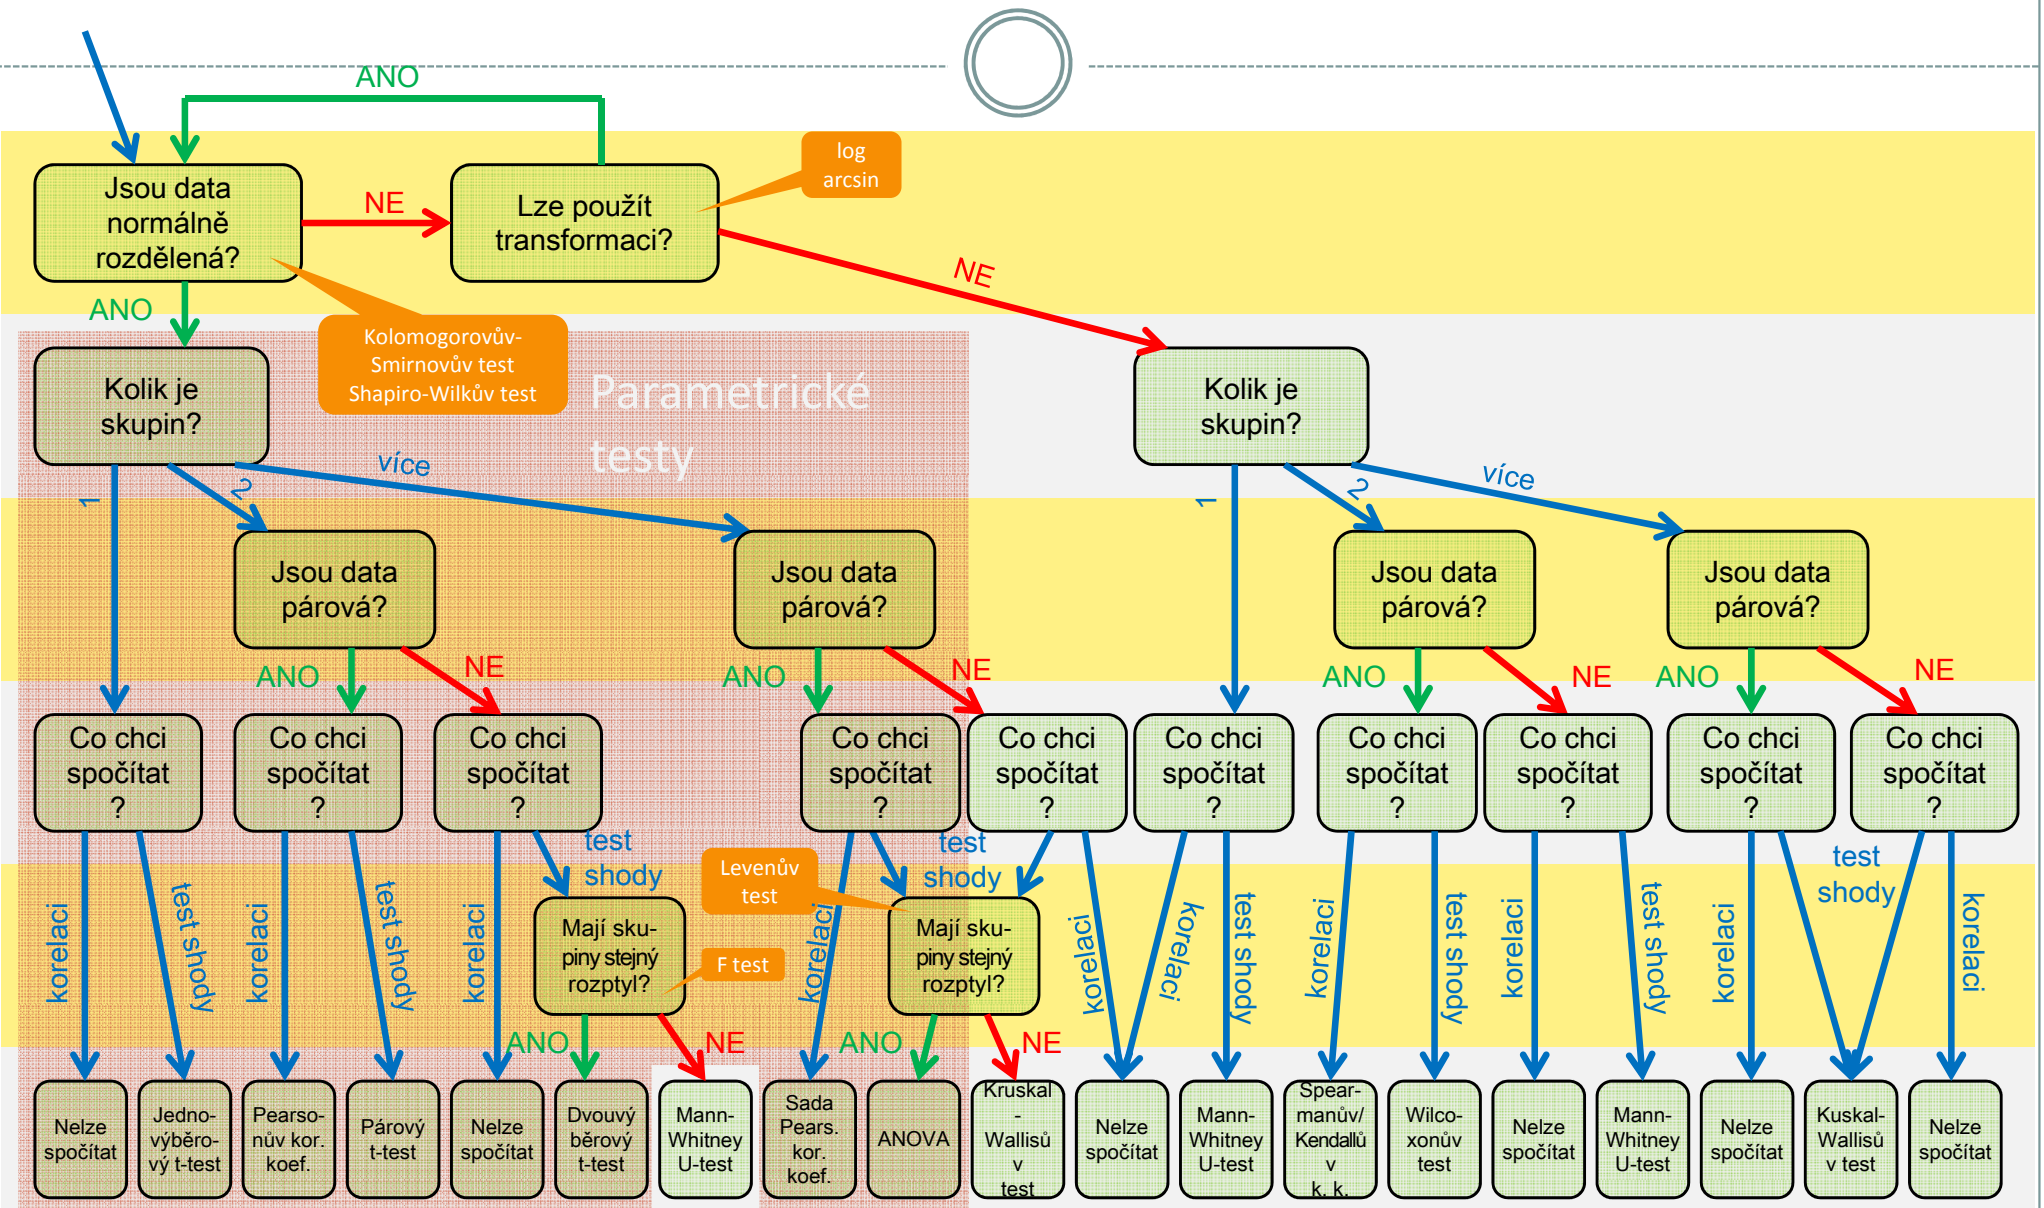 ANO
log
arcsin
Jsou data
normálně
rozdělená?
NE
Lze použít
transformaci?
NE
ANO
Kolomogorovův-
Smirnovův test
Shapiro-Wilkův test
Parametrické
testy
Kolik je
skupin?
Kolik je
skupin?
1
2
více
1
2
více
Jsou data
párová?
Jsou data
párová?
Jsou data
párová?
Jsou data
párová?
ANO
NE
ANO
NE
ANO
NE
ANO
NE
Co chci
spočítat
?
Co chci
spočítat
?
Co chci
spočítat
?
Co chci
spočítat
?
Co chci
spočítat
?
Co chci
spočítat
?
Co chci
spočítat
?
Co chci
spočítat
?
Co chci
spočítat
?
Co chci
spočítat
?
korelaci
test shody
korelaci
test shody
korelaci
test
shody
Levenův
test
korelaci
test
shody
korelaci
korelaci
test shody
korelaci
test shody
korelaci
test shody
korelaci
test
shody
korelaci
Mají sku-
piny stejný
rozptyl?
F test
Mají sku-
piny stejný
rozptyl?
ANO
NE
ANO
NE
Nelze
spočítat
Jedno-
výběro-
vý t-test
Pearso-
nův kor.
koef.
Párový
t-test
Nelze
spočítat
Dvouvý
běrový
t-test
Mann-
Whitney
U-test
Sada
Pears.
kor.
koef.
ANOVA
Kruskal
-
Wallisů
v
test
Nelze
spočítat
Mann-
Whitney
U-test
Spear-
manův/
Kendallů
v
k. k.
Wilco-
xonův
test
Nelze
spočítat
Mann-
Whitney
U-test
Nelze
spočítat
Kuskal-
Wallisů
v test
Nelze
spočítat